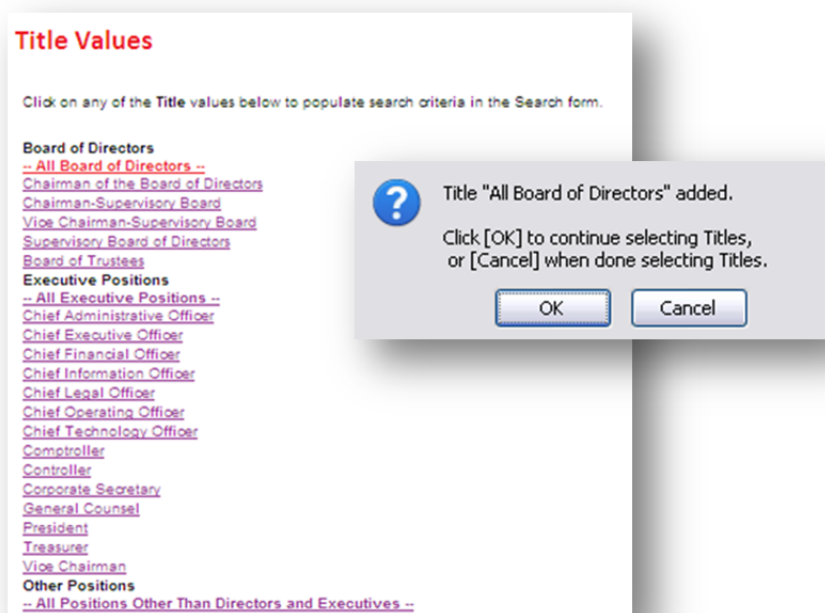 Title Values
Click on any of the Title values below to populate search criteria in the Search form.
Board of Directors
-- All Board of Directors --
Chairman of the Board of Directors
Chairman-Supervisory Board
Vice Chairman-Supervisory Board
Supervisory Board of Directors
Board of Trustees
Executive Positions
-- All Executive Positions --
Chief Administrative Officer
Chief Executive Officer
Chief Financial Officer
Chief Information Officer
Chief Legal Officer
Chief Operating Officer
Chief Technology Officer
Comptroller
Controller
Corporate Secretary
General Counsel
President
Treasurer
Vice Chairman
Other Positions
-- All Positions Other Than Directors and Executives --
Title "All Board of Directors" added.
Click [OK] to continue selecting Titles,
or [Cancel] when done selecting Titles.
OK
Cancel